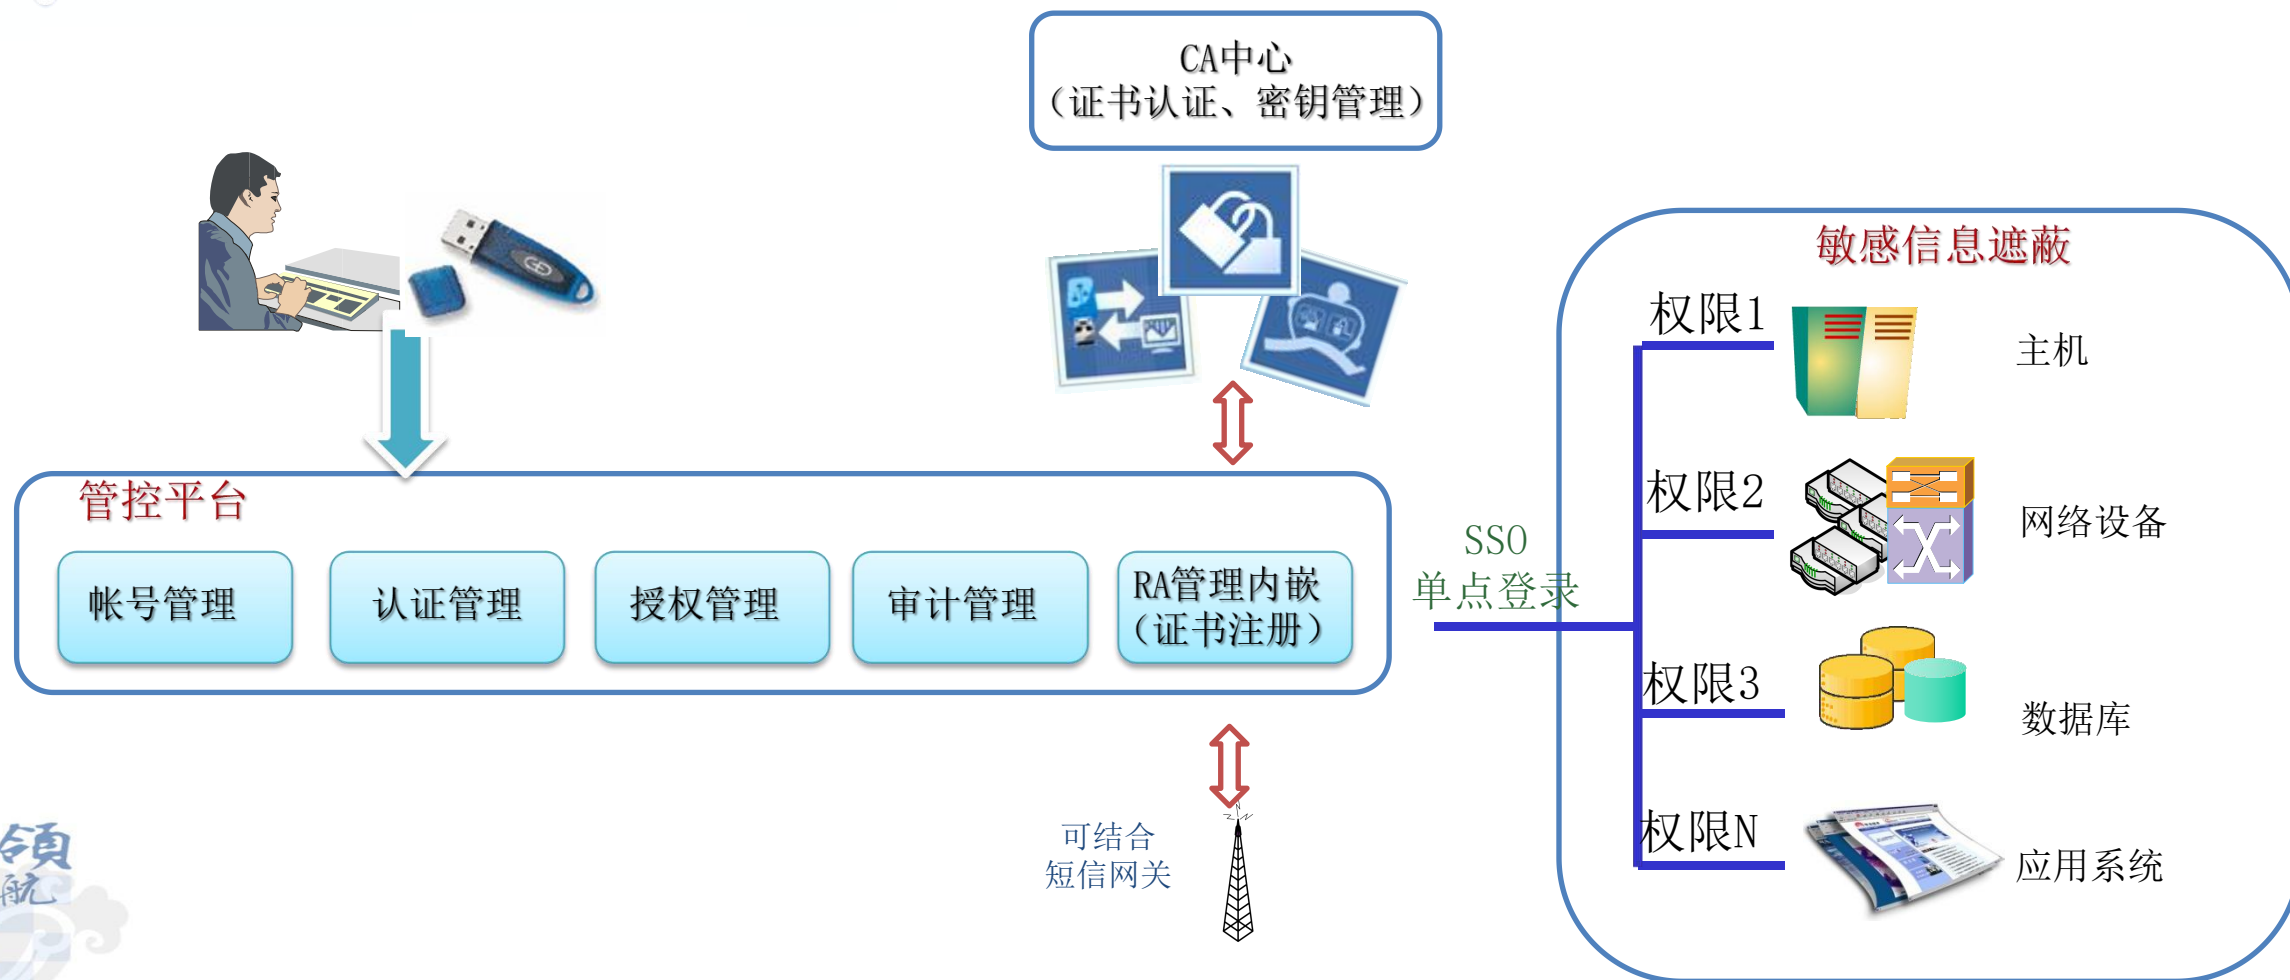 CA中心
（证书认证、密钥管理）
敏感信息遮蔽
权限1
主机
权限2
网络设备
管控平台
SSO
单点登录
帐号管理
认证管理
授权管理
审计管理
RA管理内嵌
（证书注册）
权限3
数据库
权限N
应用系统
可结合
短信网关
領
航